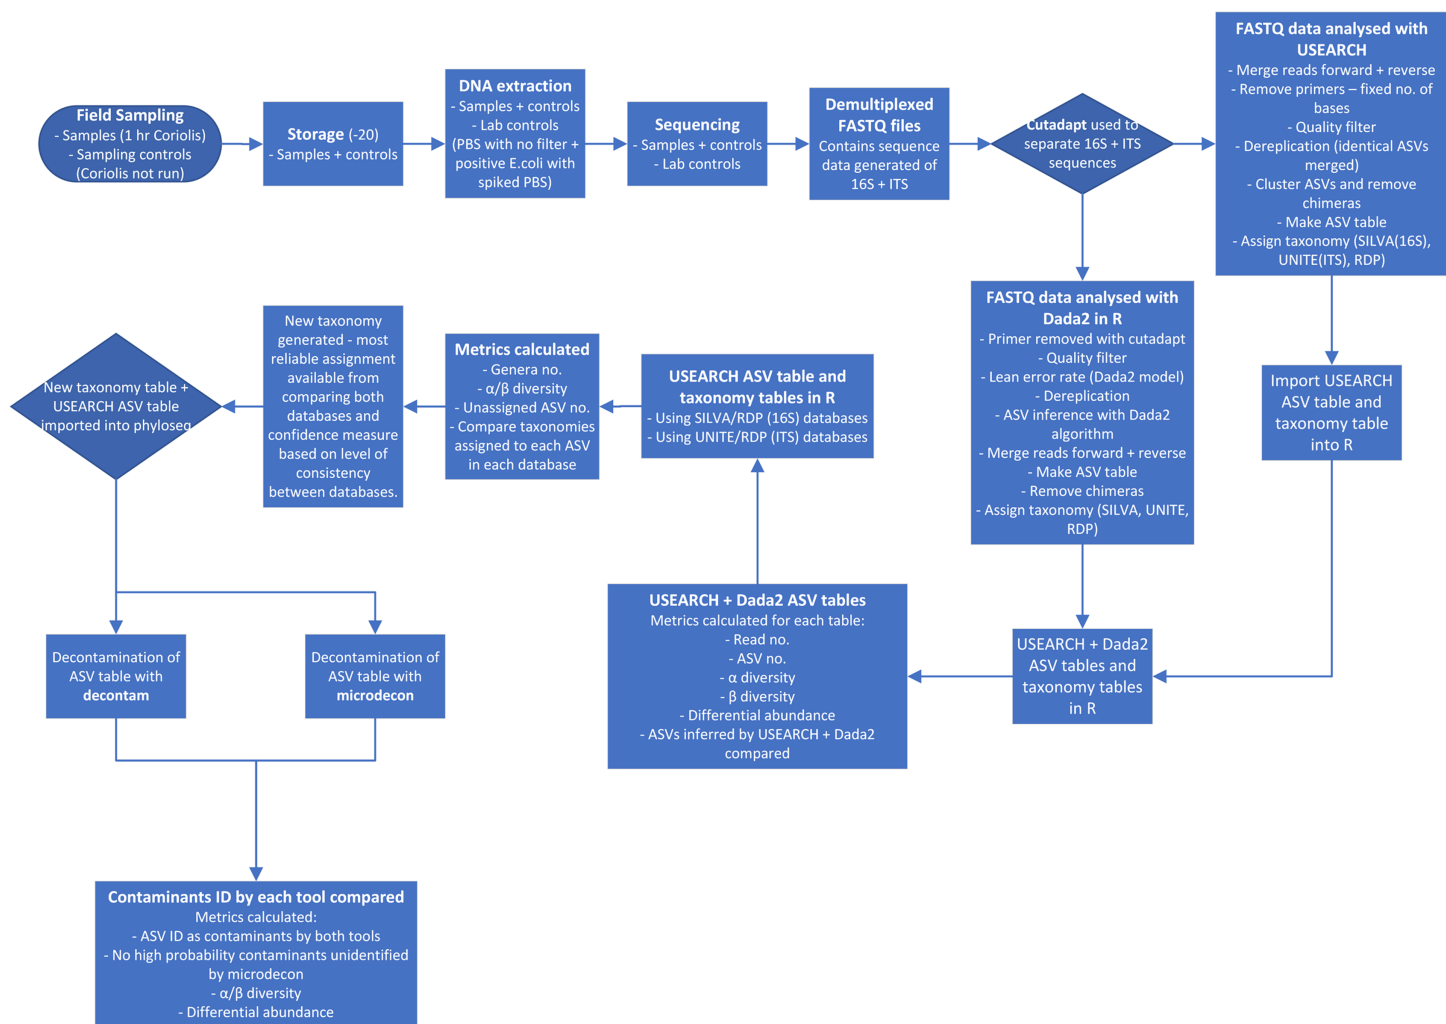 Field Sampling
- Samples (1 hr Coriolis)
- Sampling controls
(Coriolis not run)
Storage (-20)
- Samples + controls
DNA extraction
- Samples + controls
- Lab controls
(PBS with no filter +
positive E.coli with
spiked PBS)
Sequencing
- Samples + controls
- Lab controls
Demultiplexed
FASTQ files
Contains sequence
data generated of
16S + ITS
Cutadapt used to
separate 16S + ITS
sequences
FASTQ data analysed with
USEARCH
- Merge reads forward + reverse
- Remove primers – fixed no. of
bases
- Quality filter
- Dereplication (identical ASVs
merged)
- Cluster ASVs and remove
chimeras
- Make ASV table
- Assign taxonomy (SILVA(16S),
UNITE(ITS), RDP)
FASTQ data analysed with
Dada2 in R
- Primer removed with cutadapt
- Quality filter
- Lean error rate (Dada2 model)
- Dereplication
- ASV inference with Dada2
algorithm
- Merge reads forward + reverse
- Make ASV table
- Remove chimeras
- Assign taxonomy (SILVA, UNITE,
RDP)
Import USEARCH
ASV table and
taxonomy table
into R
USEARCH + Dada2
ASV tables and
taxonomy tables
in R
USEARCH + Dada2 ASV tables
Metrics calculated for each table:
- Read no.
- ASV no.
- α diversity
- β diversity
- Differential abundance
- ASVs inferred by USEARCH + Dada2
compared
USEARCH ASV table and
taxonomy tables in R
- Using SILVA/RDP (16S) databases
- Using UNITE/RDP (ITS) databases
Metrics calculated
- Genera no.
- α/β diversity
- Unassigned ASV no.
- Compare taxonomies
assigned to each ASV
in each database
New taxonomy
generated - most
reliable assignment
available from
comparing both
databases and
confidence measure
based on level of
consistency
between databases.
New taxonomy table +
USEARCH ASV table
imported into phyloseq
Decontamination of
ASV table with
decontam
Decontamination of
ASV table with
microdecon
Contaminants ID by each tool compared
Metrics calculated:
- ASV ID as contaminants by both tools
- No high probability contaminants unidentified
by microdecon
- α/β diversity
- Differential abundance